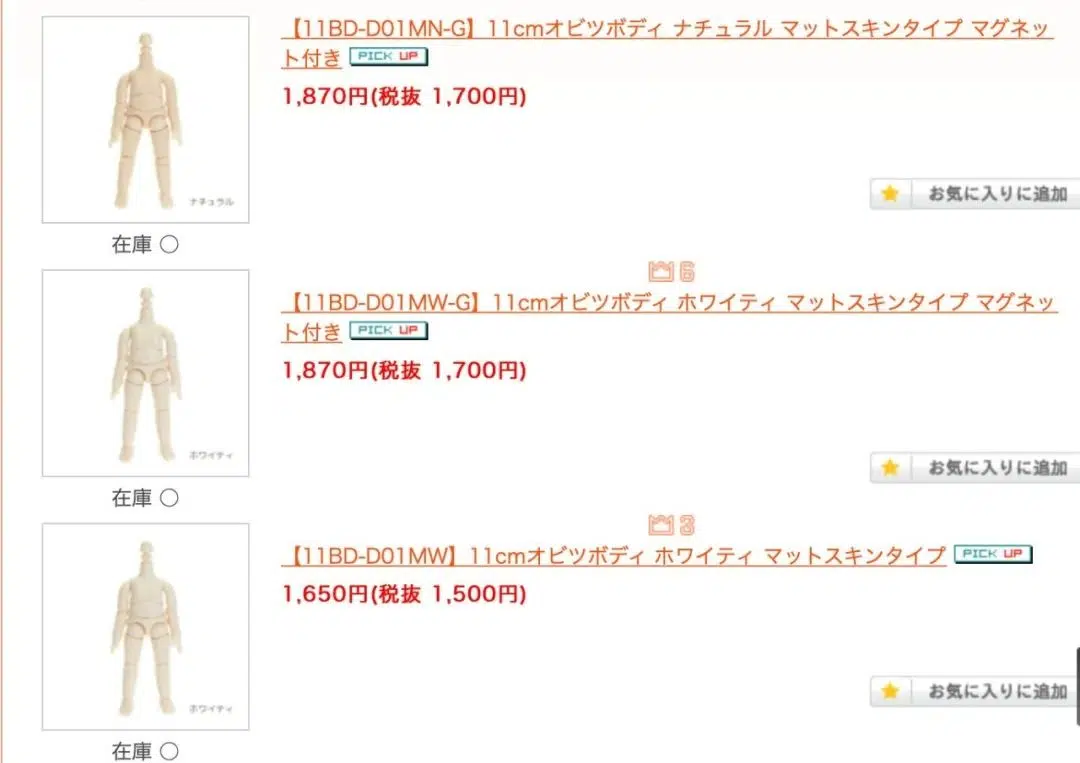 【11BD-D01MN-G】11cmオビツボディ ナチュラル マットスキンタイプ マグネッ
ト付き PICK UP
1,870円(税抜 1,700円)
ナチュラル
お気に入りに追加
在庫 〇
6
【11BD-D01MW-G】11cmオビツボディ ホワイティ マットスキンタイプ マグネッ
ト付き PICK UP
1,870円(税抜 1,700円)
ホワイティ
お気に入りに追加
在庫 〇
3
【11BD-D01MW】11cmオビツボディ ホワイティ マットスキンタイプ PICK UP
1,650円(税抜 1,500円)
お気に入りに追加
ホワイティ
在庫 〇